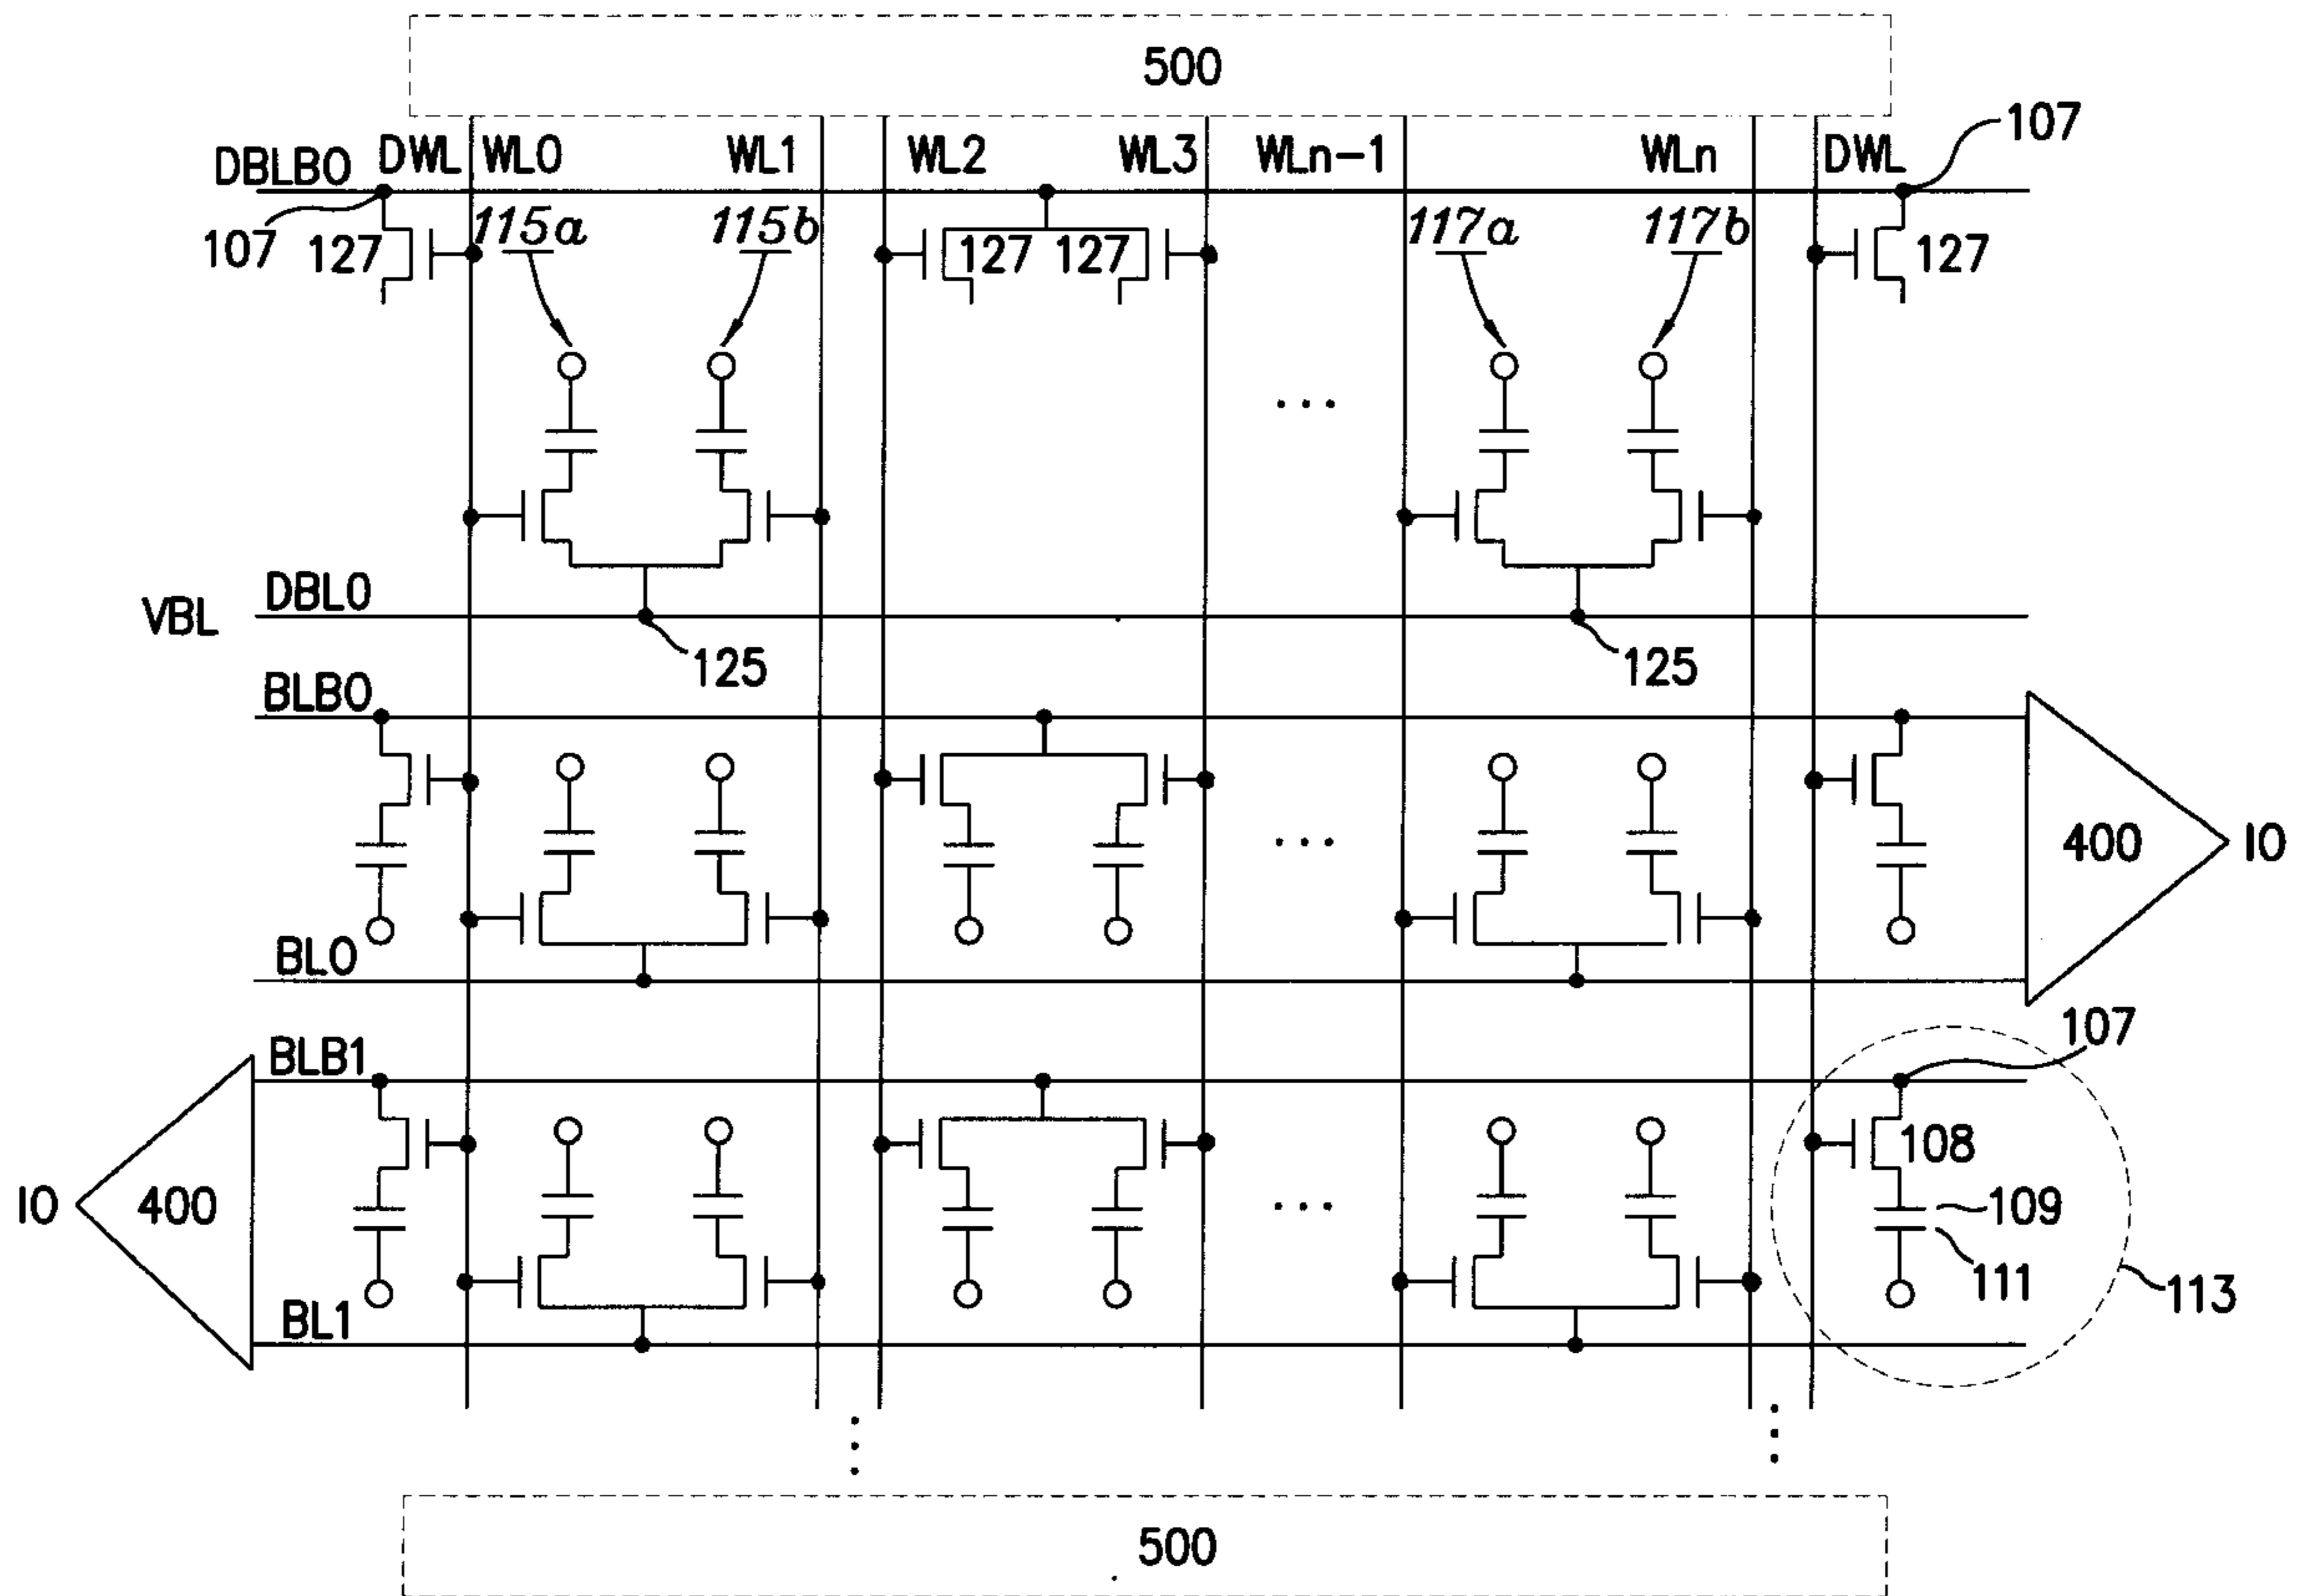 500
DBLB0 DWL WL0 WL1 WL2 WL3 WLn-1 WLn DWL 107
107 127 115a 115b 127 127 117a 117b 127
...
VBL DBL0
125 125
BLB0
... 400 IO
BL0
BLB1 107
108
IO 400 ... 109
111 113
BL1
500